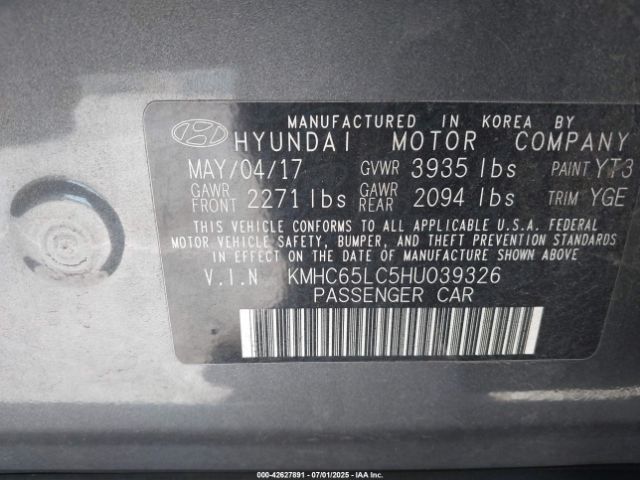 MANUFACTURED IN KOREA BY
HYUNDAI MOTOR COMPANY
MAY/04/17 GVWR 3935 lbs PAINT YT3
GAWR FRONT 2271 lbs GAWR REAR 2094 lbs TRIM YGE
THIS VEHICLE CONFORMS TO ALL APPLICABLE U.S.A. FEDERAL
MOTOR VEHICLE SAFETY, BUMPER, AND THEFT PREVENTION STANDARDS
IN EFFECT ON THE DATE OF MANUFACTURE SHOWN ABOVE.
V.I.N KMHC65LC5HU039326
PASSENGER CAR
000-42627891 - 07/01/2025 - IAA Inc.